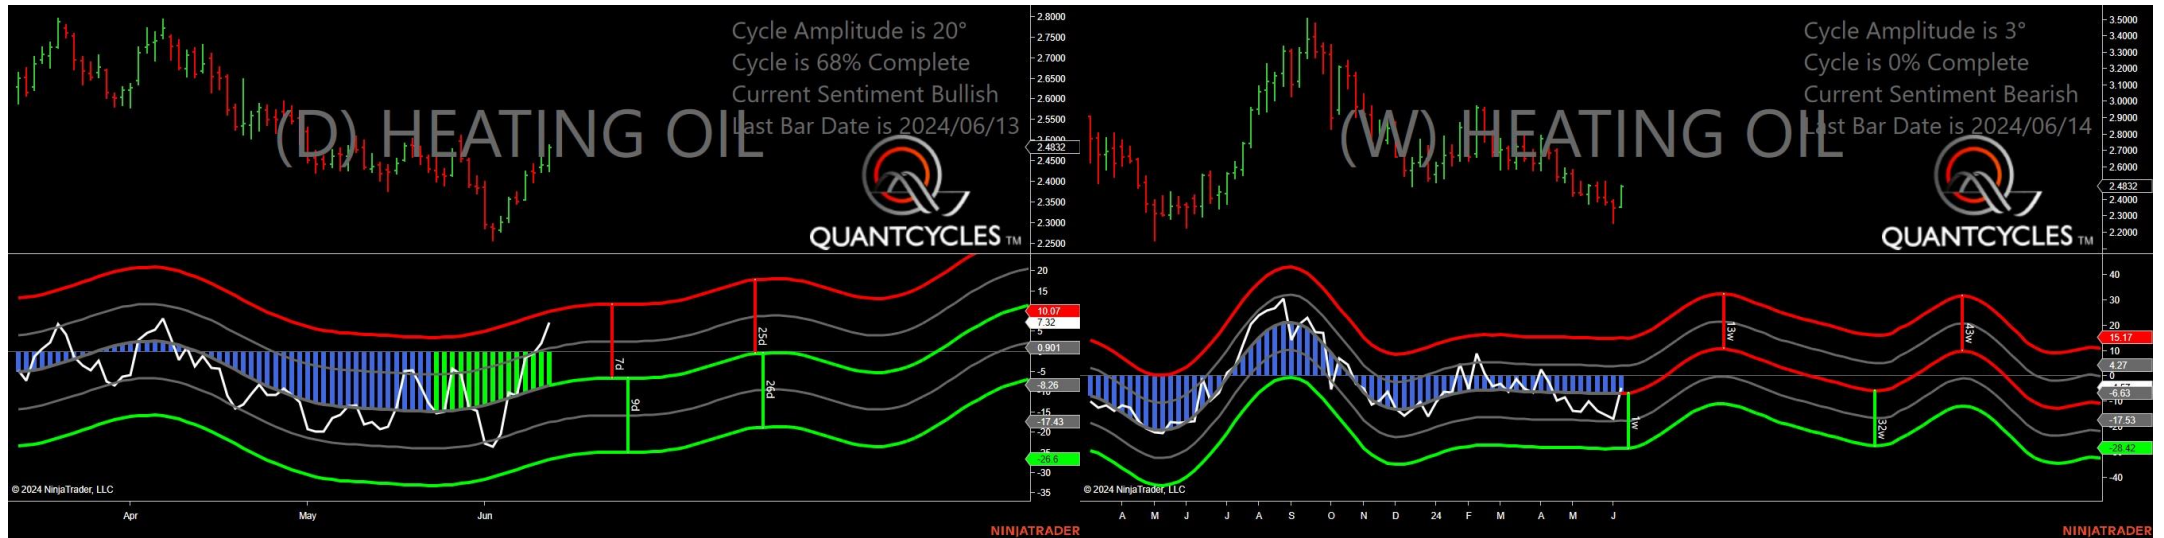 Cycle Amplitude is 20°
Cycle is 68% Complete
Current Sentiment Bullish
Last Bar Date is 2024/06/13
(D) HEATING OIL
QUANTCYCLES TM
2.8000
2.7500
2.7000
2.6500
2.6000
2.5500
2.5000
2.4832
2.4500
2.4000
2.3500
2.3000
2.2500
20
15
10.07
7.32
5
0.901
-5
-8.26
-10
-15
-17.43
-20
-26.6
-30
-35
7d
9d
25d
26d
© 2024 NinjaTrader, LLC
Apr
May
Jun
NINJATRADER
Cycle Amplitude is 3°
Cycle is 0% Complete
Current Sentiment Bearish
Last Bar Date is 2024/06/14
(W) HEATING OIL
QUANTCYCLES TM
3.5000
3.4000
3.3000
3.2000
3.1000
3.0000
2.9000
2.8000
2.7000
2.6000
2.4832
2.4000
2.3000
2.2000
40
30
20
15.17
10
4.27
0
-6.63
-10
-17.53
-28.42
-40
13w
43w
32w
© 2024 NinjaTrader, LLC
A
M
J
J
A
S
O
N
D
24
F
M
A
M
J
NINJATRADER